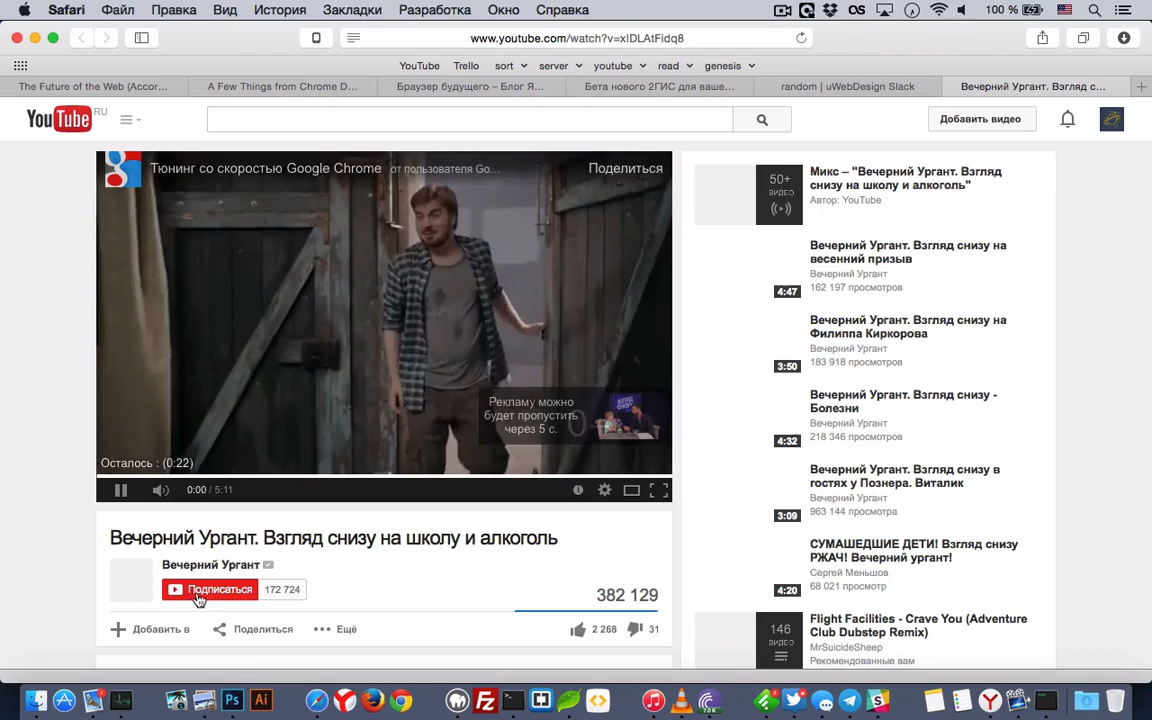 Safari Файл Правка Вид История Закладки Разработка Окно Справка
100 %
www.youtube.com/watch?v=xIDLAtFidq8
YouTube Trello sort server youtube read genesis
The Future of the Web (Accor...
A Few Things from Chrome D...
Браузер будущего – Блог Я...
Бета нового 2ГИС для ваше...
random | uWebDesign Slack
Вечерний Ургант. Взгляд с...
YouTube RU
Добавить видео
Тюнинг со скоростью Google Chrome от пользователя Go...
Поделиться
Рекламу можно
будет пропустить
через 5 с.
Осталось : (0:22)
0:00 / 5:11
Вечерний Ургант. Взгляд снизу на школу и алкоголь
Вечерний Ургант
Подписаться 172 724
382 129
Добавить в Поделиться Ещё
2 268 31
50+
ВИДЕО
Микс – "Вечерний Ургант. Взгляд
снизу на школу и алкоголь"
Автор: YouTube
Вечерний Ургант. Взгляд снизу на
весенний призыв
Вечерний Ургант
162 197 просмотров
4:47
Вечерний Ургант. Взгляд снизу на
Филиппа Киркорова
Вечерний Ургант
183 918 просмотров
3:50
Вечерний Ургант. Взгляд снизу -
Болезни
Вечерний Ургант
218 346 просмотров
4:32
Вечерний Ургант. Взгляд снизу в
гостях у Познера. Виталик
Вечерний Ургант
963 144 просмотра
3:09
СУМАШЕДШИЕ ДЕТИ! Взгляд снизу
РЖАЧ! Вечерний ургант!
Сергей Меньшов
68 021 просмотр
4:20
146
ВИДЕО
Flight Facilities - Crave You (Adventure
Club Dubstep Remix)
MrSuicideSheep
Рекомендованные вам
Ps
Ai